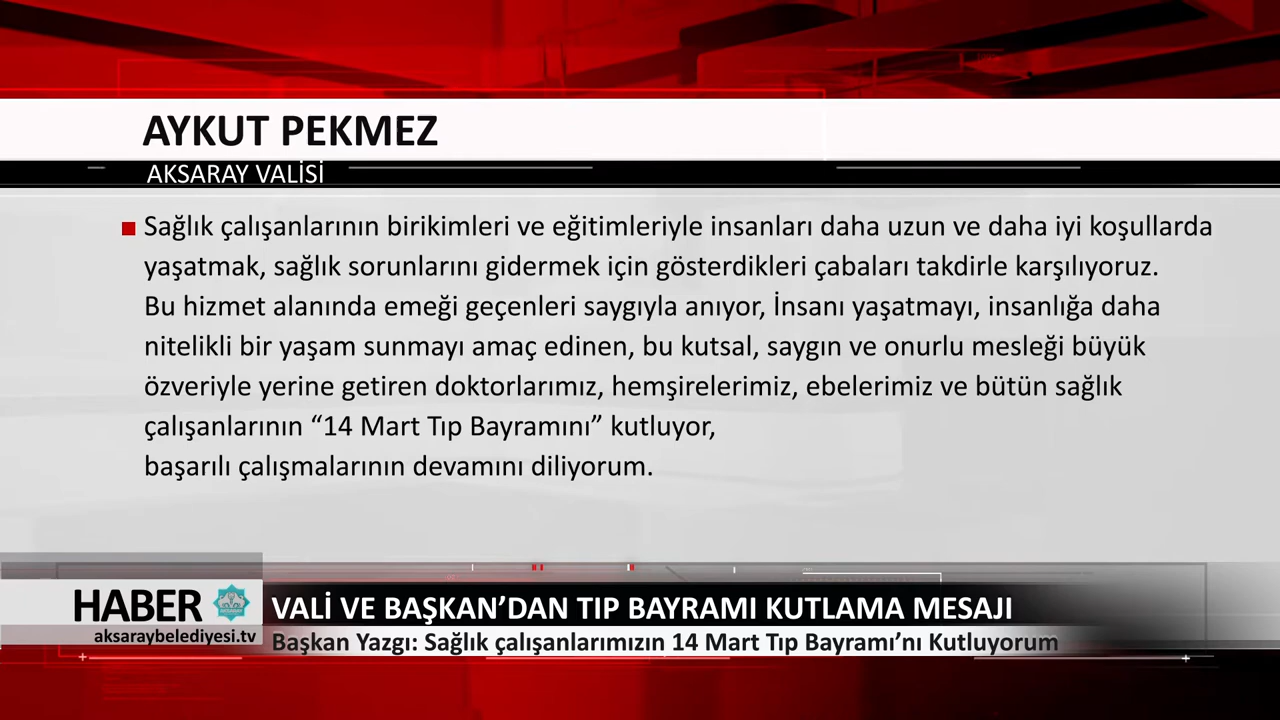 AYKUT PEKMEZ
AKSARAY VALİSİ
Sağlık çalışanlarının birikimleri ve eğitimleriyle insanları daha uzun ve daha iyi koşullarda
yaşatmak, sağlık sorunlarını gidermek için gösterdikleri çabaları takdirle karşılıyoruz.
Bu hizmet alanında emeği geçenleri saygıyla anıyor, İnsanı yaşatmayı, insanlığa daha
nitelikli bir yaşam sunmayı amaç edinen, bu kutsal, saygın ve onurlu mesleği büyük
özveriyle yerine getiren doktorlarımız, hemşirelerimiz, ebelerimiz ve bütün sağlık
çalışanlarının “14 Mart Tıp Bayramını” kutluyor,
başarılı çalışmalarının devamını diliyorum.
HABER
aksaraybelediyesi.tv
VALİ VE BAŞKAN’DAN TIP BAYRAMI KUTLAMA MESAJI
Başkan Yazgı: Sağlık çalışanlarımızın 14 Mart Tıp Bayramı’nı Kutluyorum